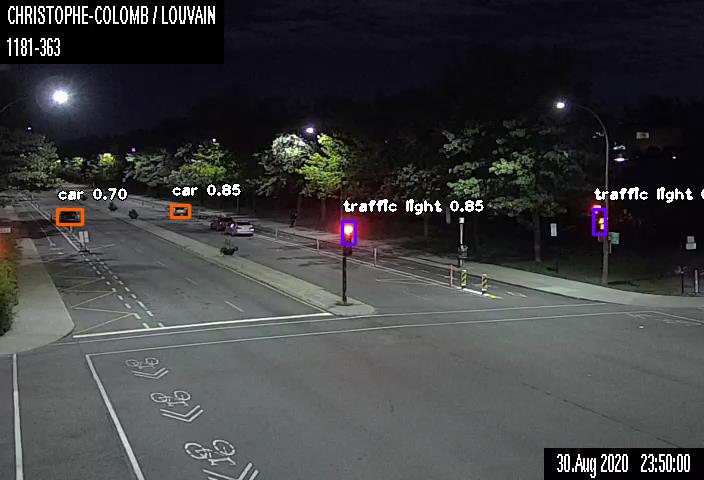 CHRISTOPHE-COLOMB / LOUVAIN
1181-363
car 0.70
car 0.85
traffic light 0.85
traffic light
30.Aug 2020 23:50:00